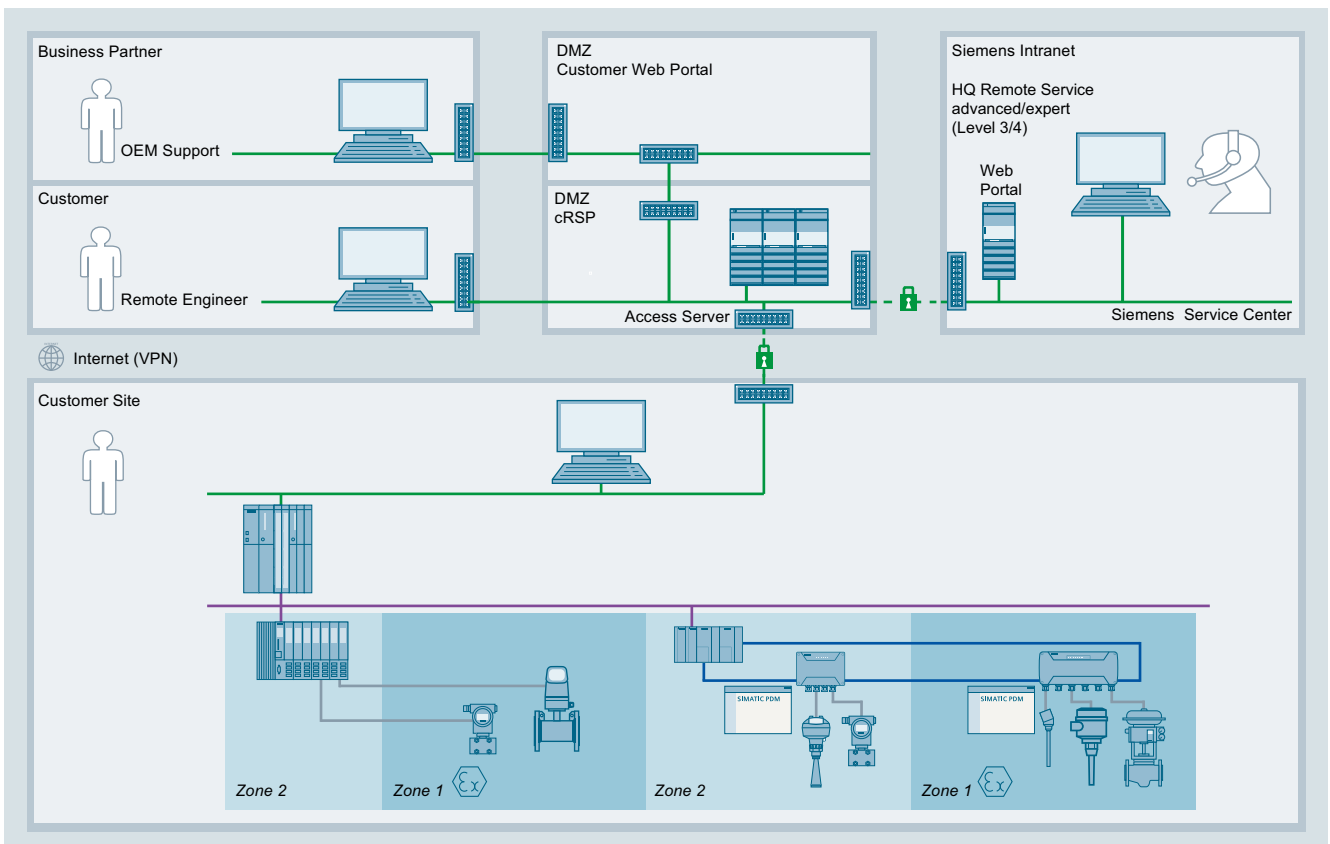 Business Partner
OEM Support
Customer
Remote Engineer
DMZ
Customer Web Portal
DMZ
cRSP
Access Server
Siemens Intranet
HQ Remote Service
advanced/expert
(Level 3/4)
Web
Portal
Siemens Service Center
Internet (VPN)
Customer Site
SIMATIC PDM
SIMATIC PDM
Zone 2
Zone 1
Ex
Zone 2
Zone 1
Ex